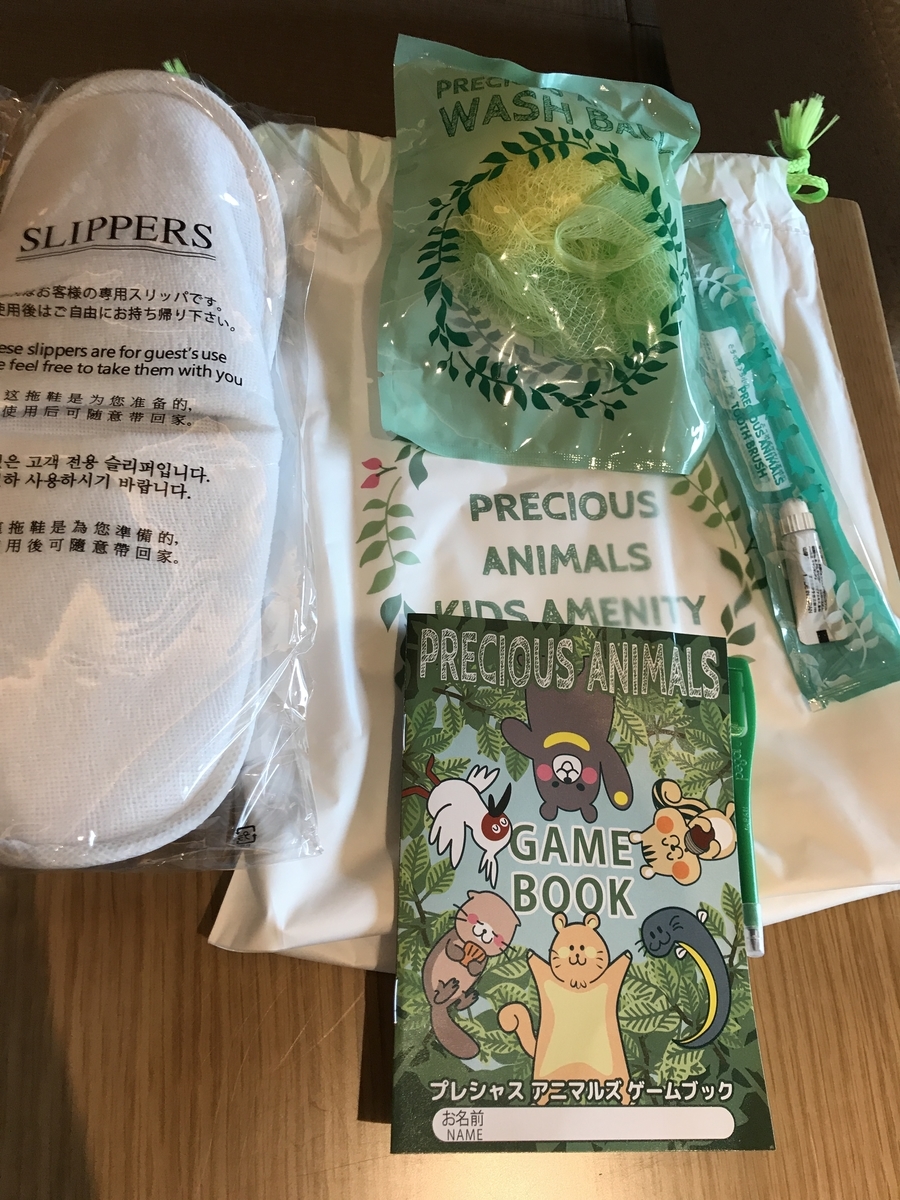 SLIPPERS
お客様の専用スリッパです。
使用後はご自由にお持ち帰り下さい。
slippers are for guest's use
feel free to take them with you
这拖鞋是为您准备的,
使用后可随意带回家。
고객 전용 슬리퍼입니다.
사용하시기 바랍니다.
拖鞋是為您準備的,
用後可隨意帶回家。
WASH BALL
PRECIOUS ANIMALS
TOOTH BRUSH
PRECIOUS
ANIMALS
KIDS AMENITY
PRECIOUS ANIMALS
GAME
BOOK
プレシャス アニマルズ ゲームブック
お名前
NAME